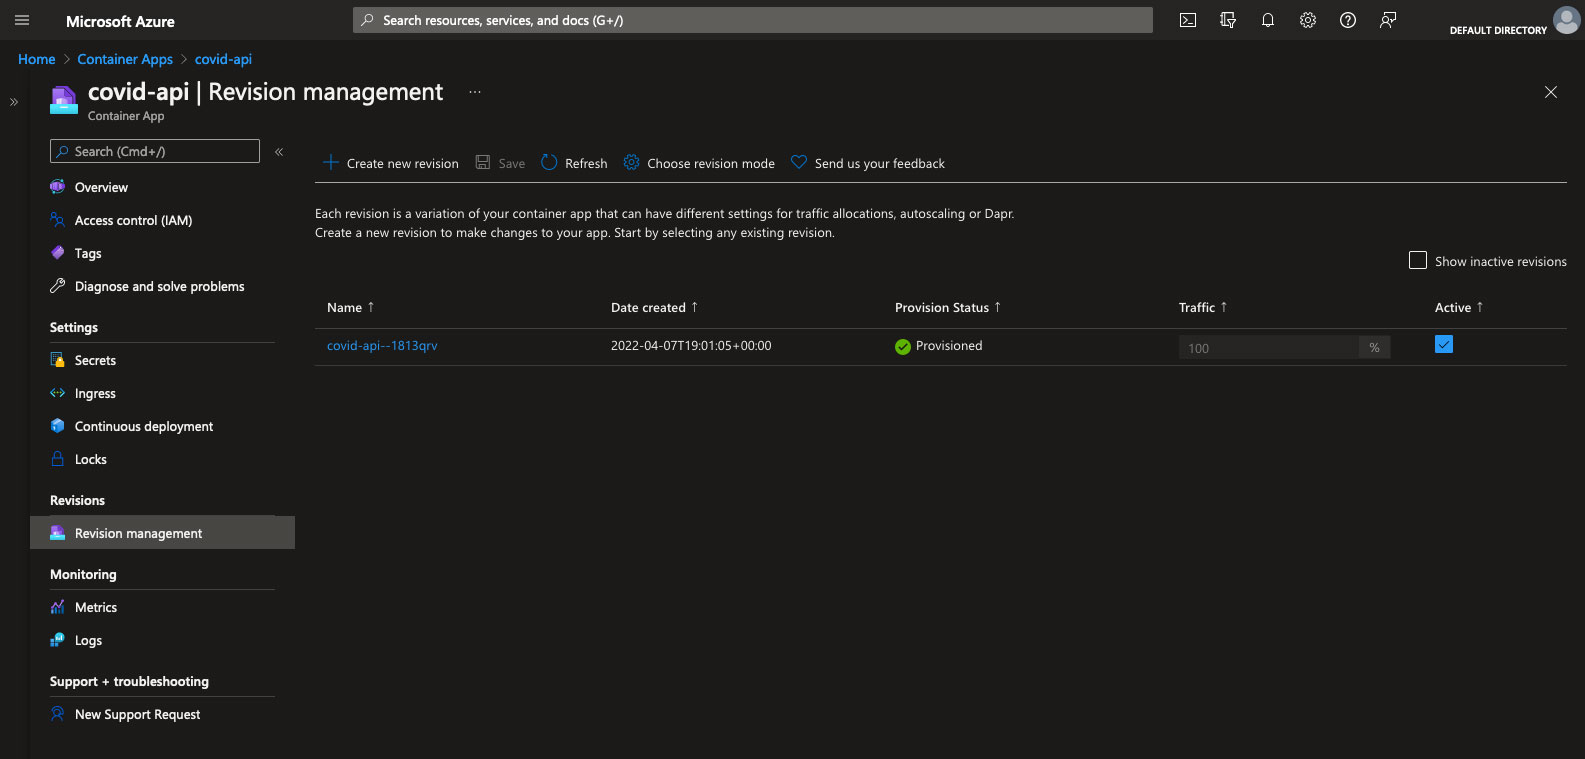 Microsoft Azure
Search resources, services, and docs (G+/)
DEFAULT DIRECTORY
Home > Container Apps > covid-api
covid-api | Revision management ...
Container App
Search (Cmd+/)
«
»
Overview
Access control (IAM)
Tags
Diagnose and solve problems
Settings
Secrets
Ingress
Continuous deployment
Locks
Revisions
Revision management
Monitoring
Metrics
Logs
Support + troubleshooting
New Support Request
Create new revision Save Refresh Choose revision mode Send us your feedback
Each revision is a variation of your container app that can have different settings for traffic allocations, autoscaling or Dapr.
Create a new revision to make changes to your app. Start by selecting any existing revision.
Show inactive revisions
Name ↑ Date created ↑ Provision Status ↑ Traffic ↑ Active ↑
covid-api--1813qrv 2022-04-07T19:01:05+00:00 Provisioned 100 %